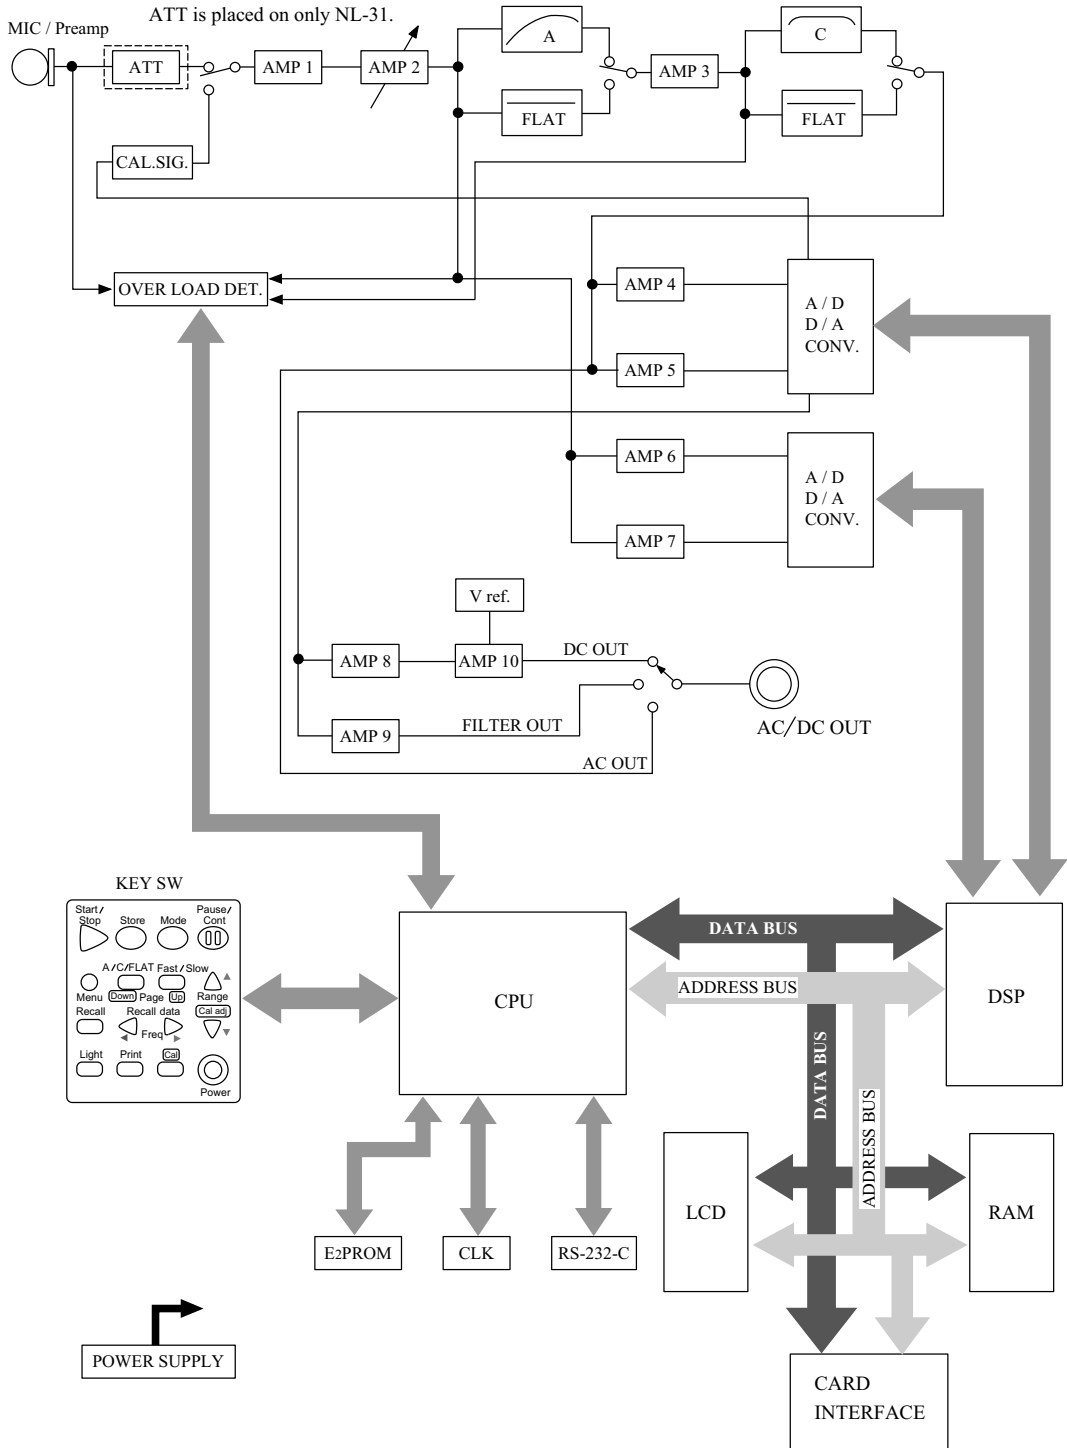 ATT is placed on only NL-31.
MIC / Preamp
ATT
AMP 1
AMP 2
A
FLAT
AMP 3
C
FLAT
CAL.SIG.
OVER LOAD DET.
AMP 4
AMP 5
A / D
D / A
CONV.
AMP 6
AMP 7
A / D
D / A
CONV.
V ref.
AMP 8
AMP 10
DC OUT
AMP 9
FILTER OUT
AC OUT
AC/DC OUT
KEY SW
Start/
Stop
Store
Mode
Pause/
Cont
A/C/FLAT
Fast/Slow
Menu
Down
Page
Up
Range
Recall
Recall data
Cal adj
Freq
Light
Print
Cal
Power
CPU
DATA BUS
ADDRESS BUS
DSP
DATA BUS
ADDRESS BUS
LCD
RAM
E2PROM
CLK
RS-232-C
POWER SUPPLY
CARD
INTERFACE